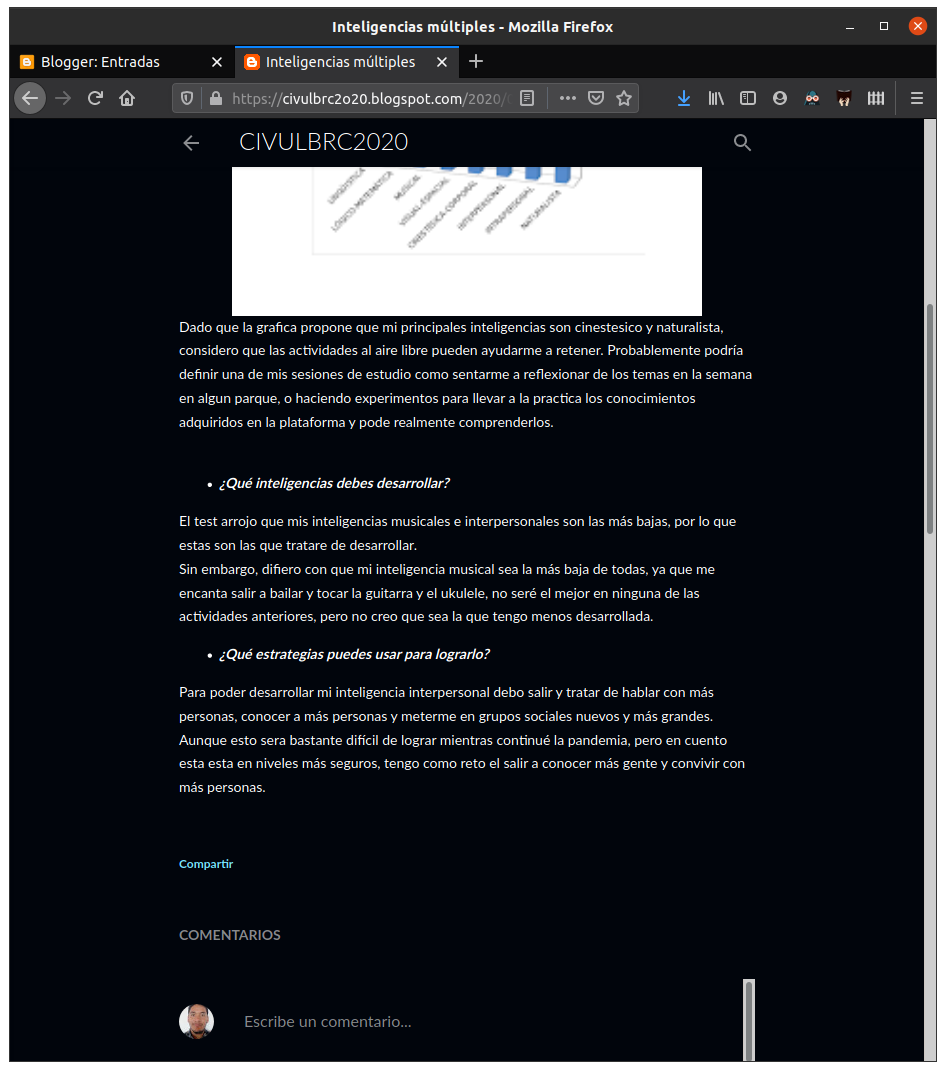 Inteligencias múltiples - Mozilla Firefox
Blogger: Entradas
Inteligencias múltiples
https://civulbrc2o20.blogspot.com/2020/
CIVULBRC2020
LINGÜISTICA
LÓGICO MATEMÁTICA
MUSICAL
VISUAL-ESPACIAL
CINESTÉSICA-CORPORAL
INTERPERSONAL
INTRAPERSONAL
NATURALISTA
Dado que la grafica propone que mi principales inteligencias son cinestesico y naturalista,
considero que las actividades al aire libre pueden ayudarme a retener. Probablemente podría
definir una de mis sesiones de estudio como sentarme a reflexionar de los temas en la semana
en algun parque, o haciendo experimentos para llevar a la practica los conocimientos
adquiridos en la plataforma y pode realmente comprenderlos.
• ¿Qué inteligencias debes desarrollar?
El test arrojo que mis inteligencias musicales e interpersonales son las más bajas, por lo que
estas son las que tratare de desarrollar.
Sin embargo, difiero con que mi inteligencia musical sea la más baja de todas, ya que me
encanta salir a bailar y tocar la guitarra y el ukulele, no seré el mejor en ninguna de las
actividades anteriores, pero no creo que sea la que tengo menos desarrollada.
• ¿Qué estrategias puedes usar para lograrlo?
Para poder desarrollar mi inteligencia interpersonal debo salir y tratar de hablar con más
personas, conocer a más personas y meterme en grupos sociales nuevos y más grandes.
Aunque esto sera bastante difícil de lograr mientras continué la pandemia, pero en cuento
esta esta en niveles más seguros, tengo como reto el salir a conocer más gente y convivir con
más personas.
Compartir
COMENTARIOS
Escribe un comentario...